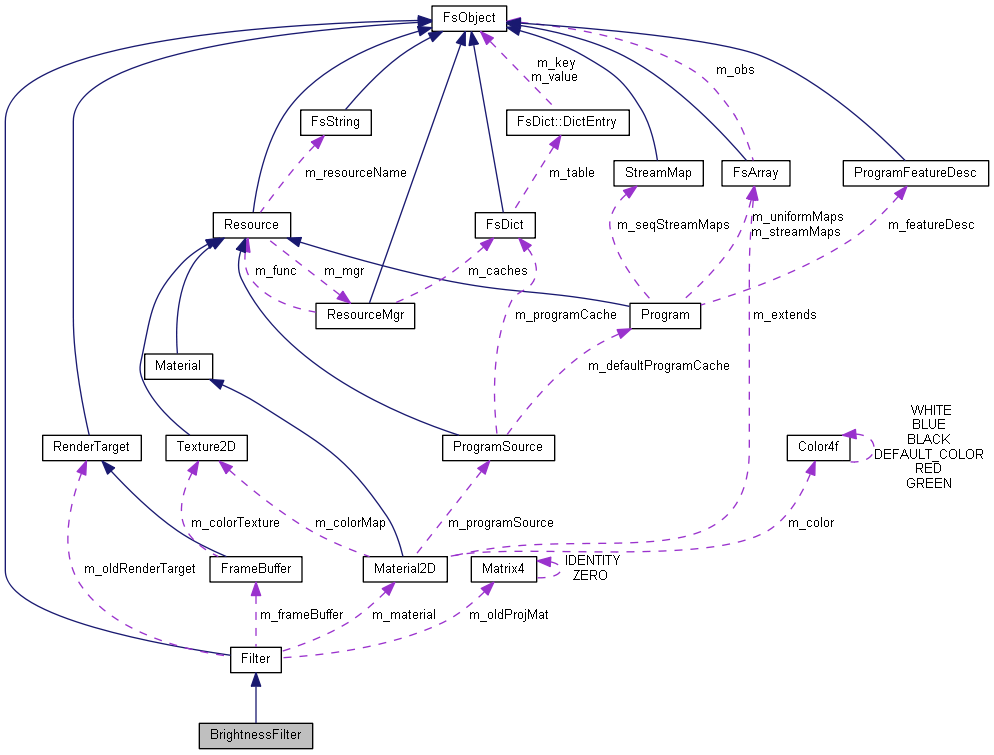 FsObject
m_key
m_value
m_obs
FsString
FsDict::DictEntry
m_resourceName
m_table
StreamMap
FsArray
ProgramFeatureDesc
Resource
FsDict
m_seqStreamMaps
m_uniformMaps
m_streamMaps
m_featureDesc
m_func
m_mgr
m_caches
ResourceMgr
m_programCache
Program
m_extends
Material
m_defaultProgramCache
WHITE
BLUE
BLACK
DEFAULT_COLOR
RED
GREEN
RenderTarget
Texture2D
ProgramSource
Color4f
m_colorTexture
m_colorMap
m_programSource
m_color
m_oldRenderTarget
FrameBuffer
Material2D
Matrix4
IDENTITY
ZERO
m_frameBuffer
m_material
m_oldProjMat
Filter
BrightnessFilter